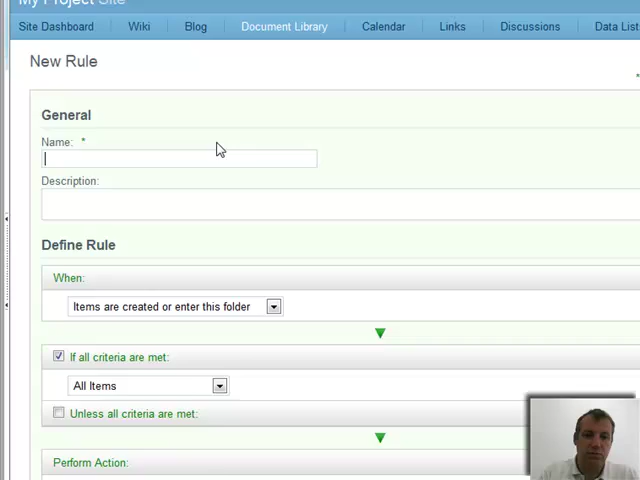 My Project Site
Site Dashboard Wiki Blog Document Library Calendar Links Discussions Data List
New Rule
*
General
Name: *
Description:
Define Rule
When:
Items are created or enter this folder
If all criteria are met:
All Items
Unless all criteria are met:
Perform Action: